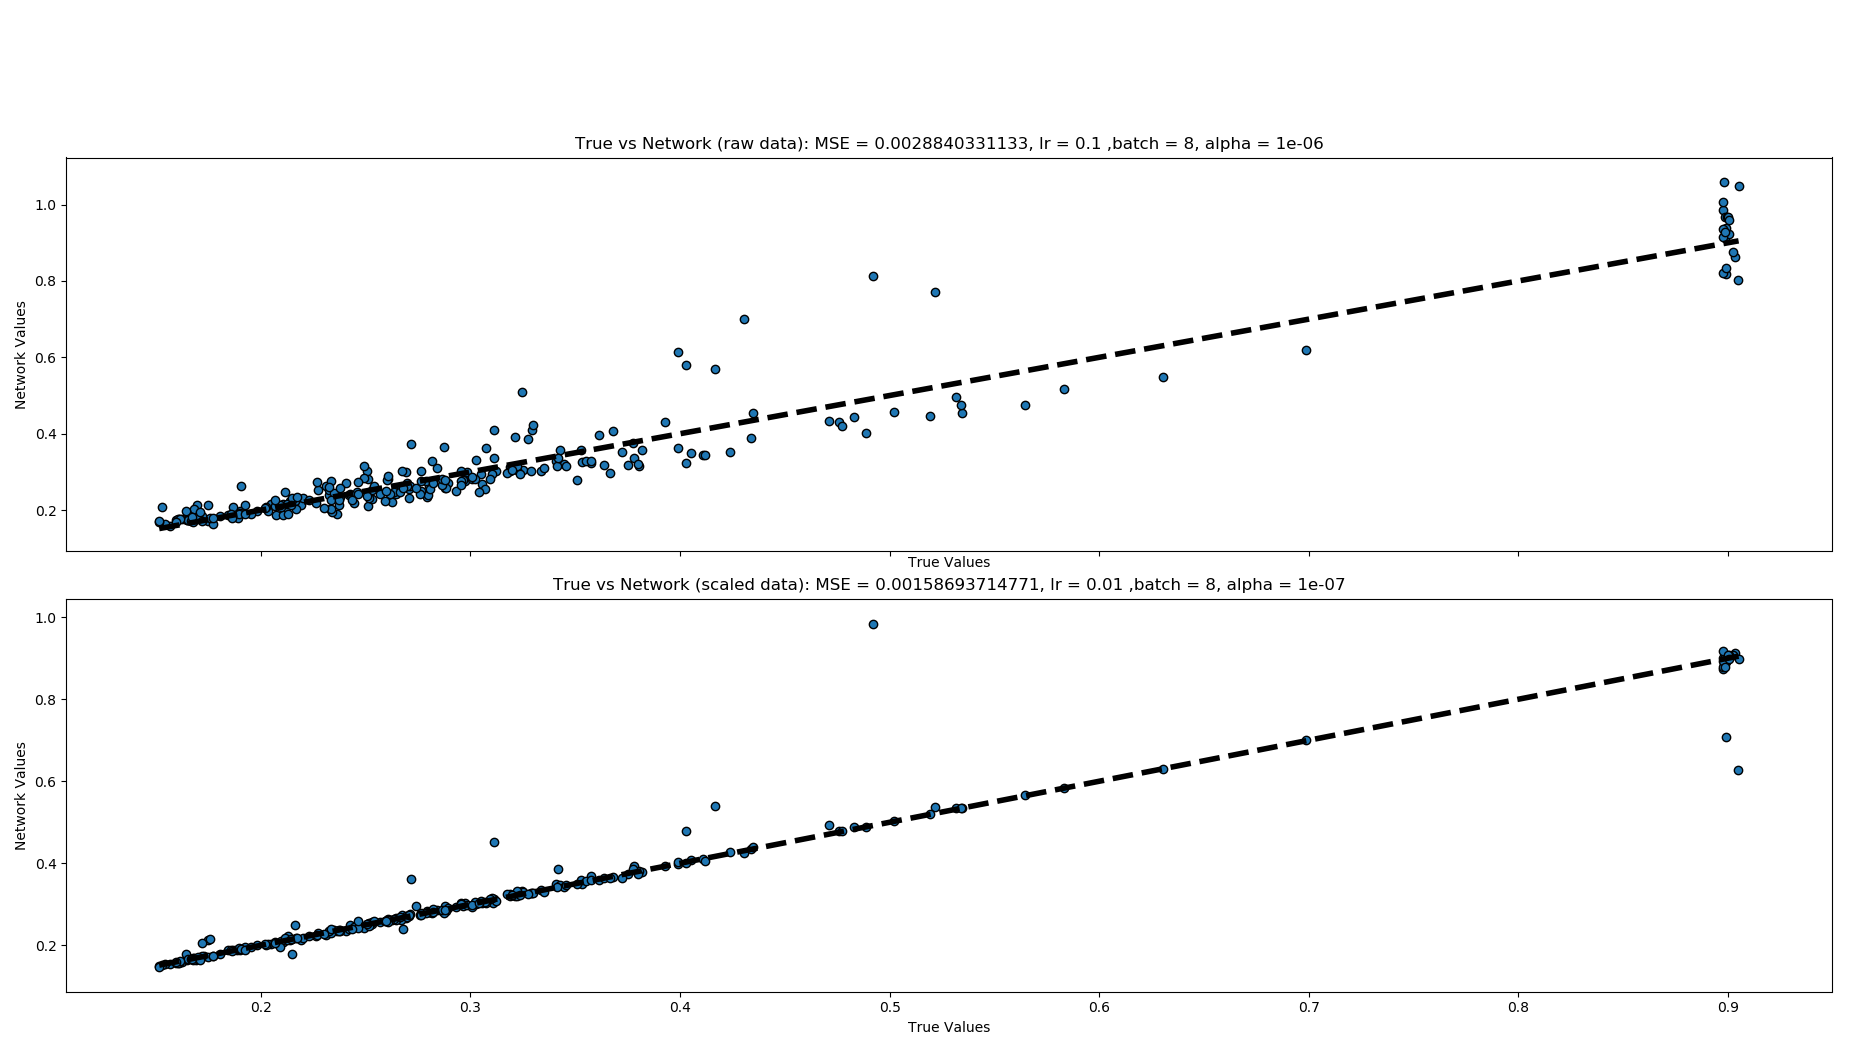 True vs Network (raw data): MSE = 0.0028840331133, lr = 0.1 ,batch = 8, alpha = 1e-06
1.0
0.8
0.6
0.4
0.2
Network Values
True Values
True vs Network (scaled data): MSE = 0.00158693714771, lr = 0.01 ,batch = 8, alpha = 1e-07
1.0
0.8
0.6
0.4
0.2
Network Values
0.2 0.3 0.4 0.5 0.6 0.7 0.8 0.9
True Values